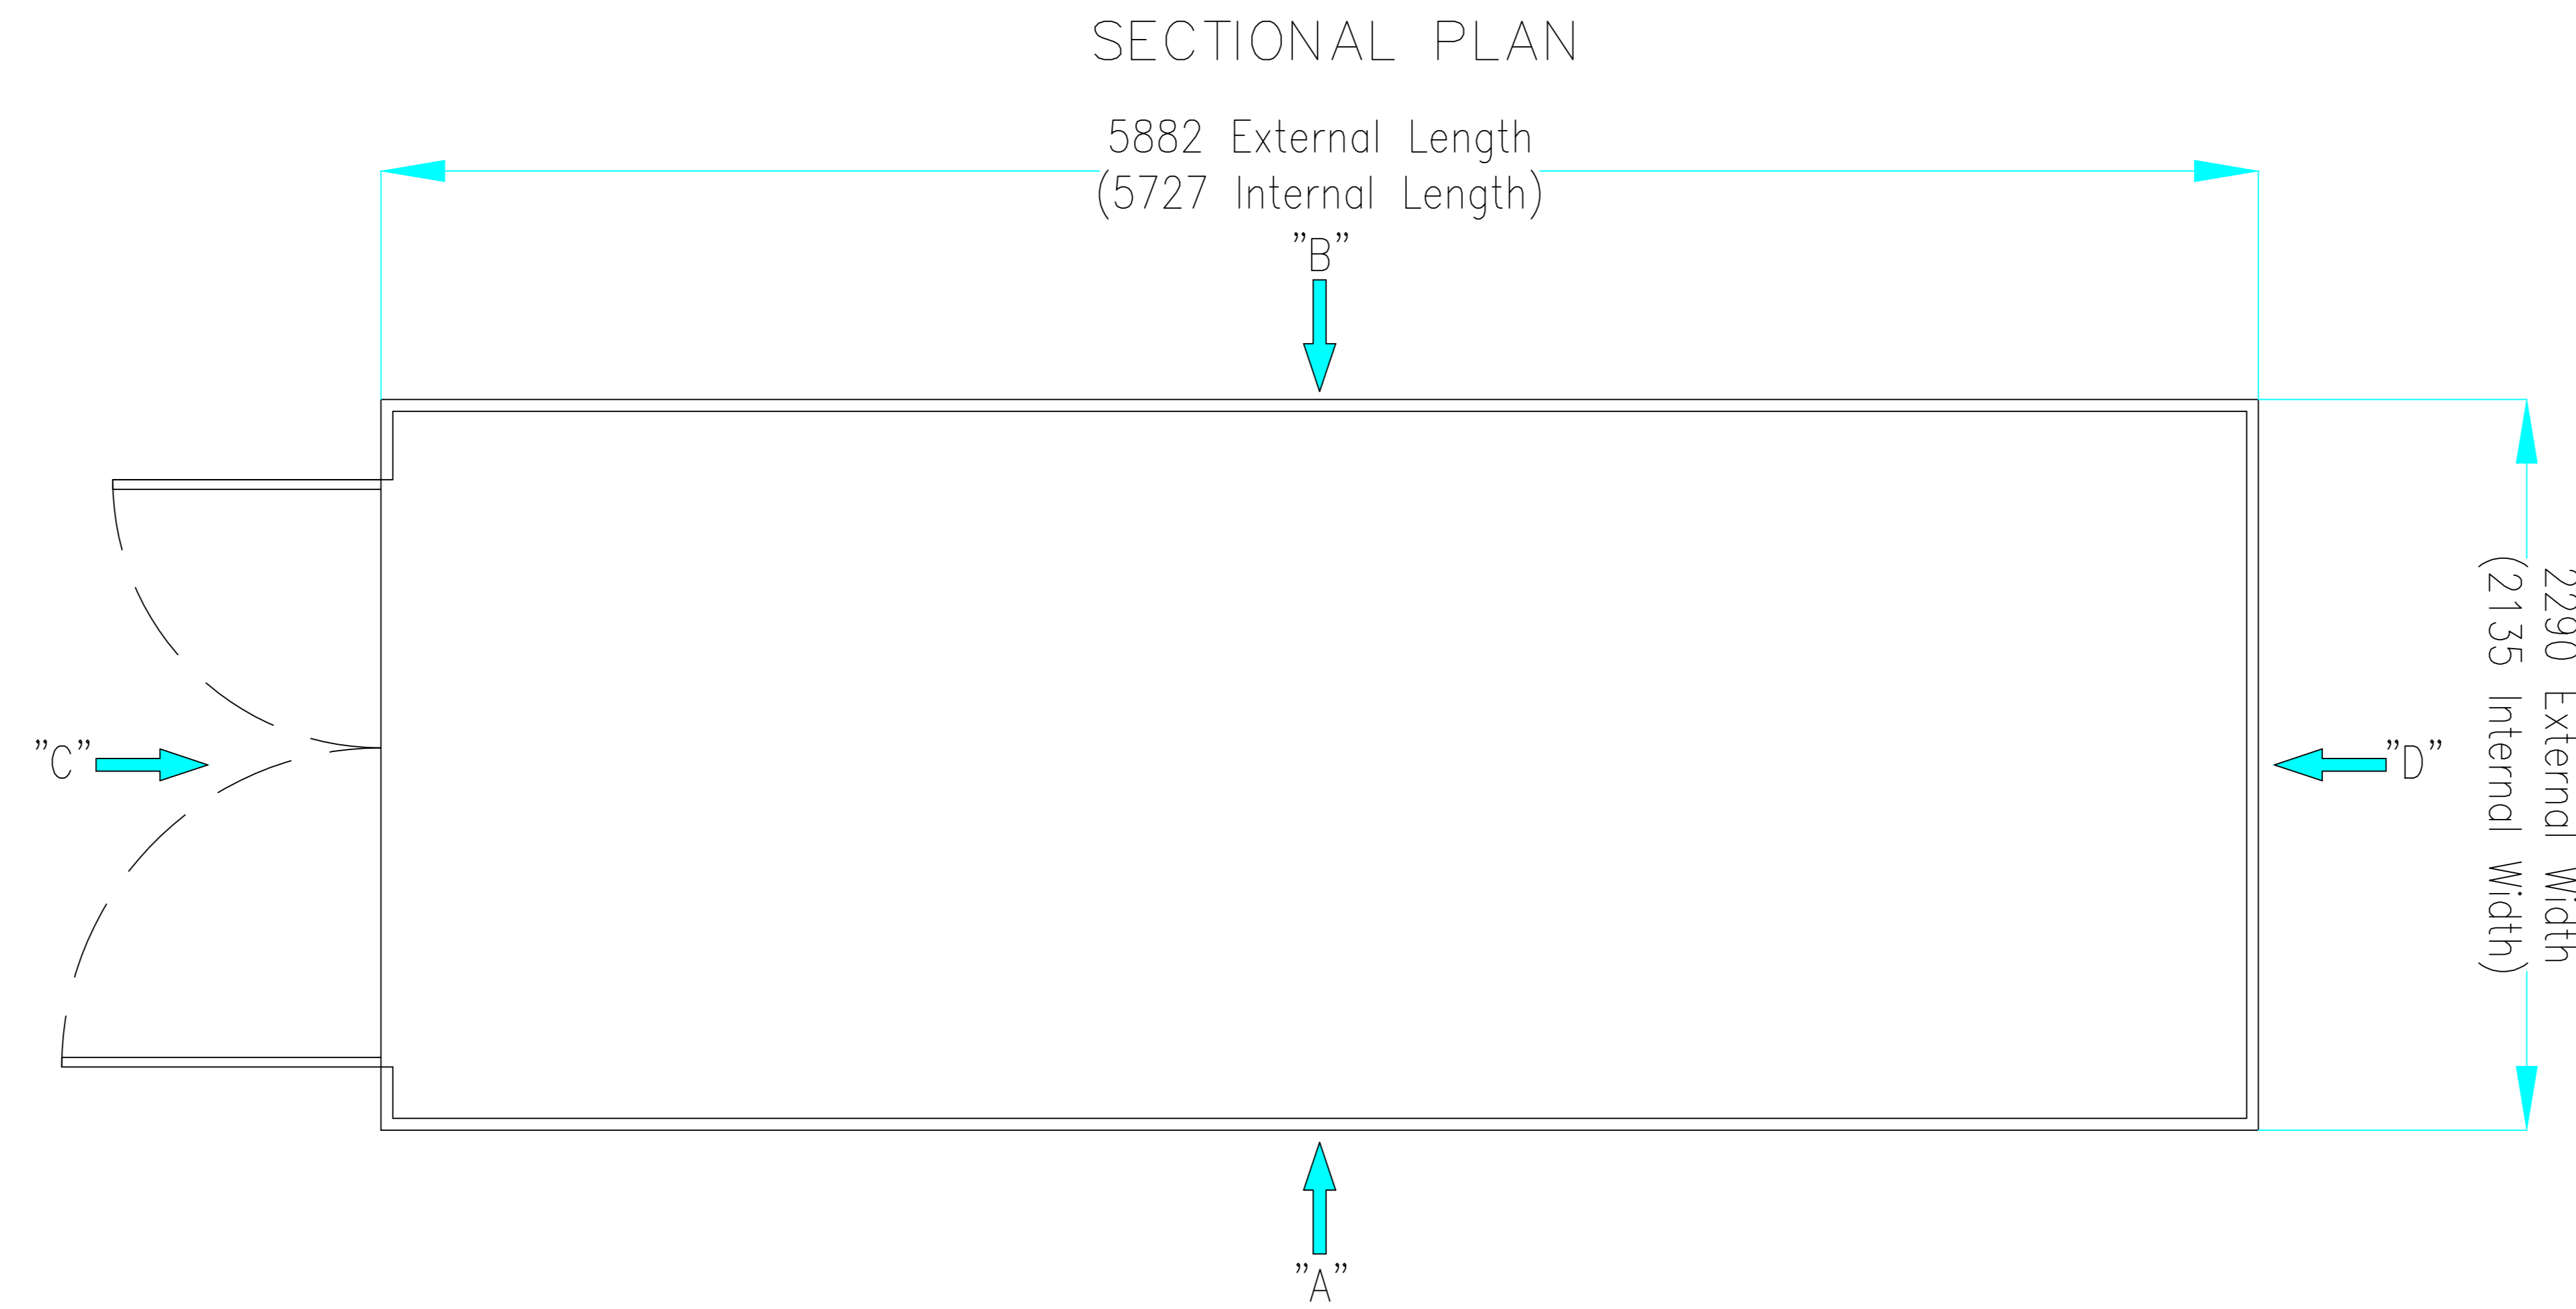 SECTIONAL PLAN
5882 External Length
(5727 Internal Length)
"B"
2290 External Width
(2135 Internal Width)
"C"
"D"
"A"